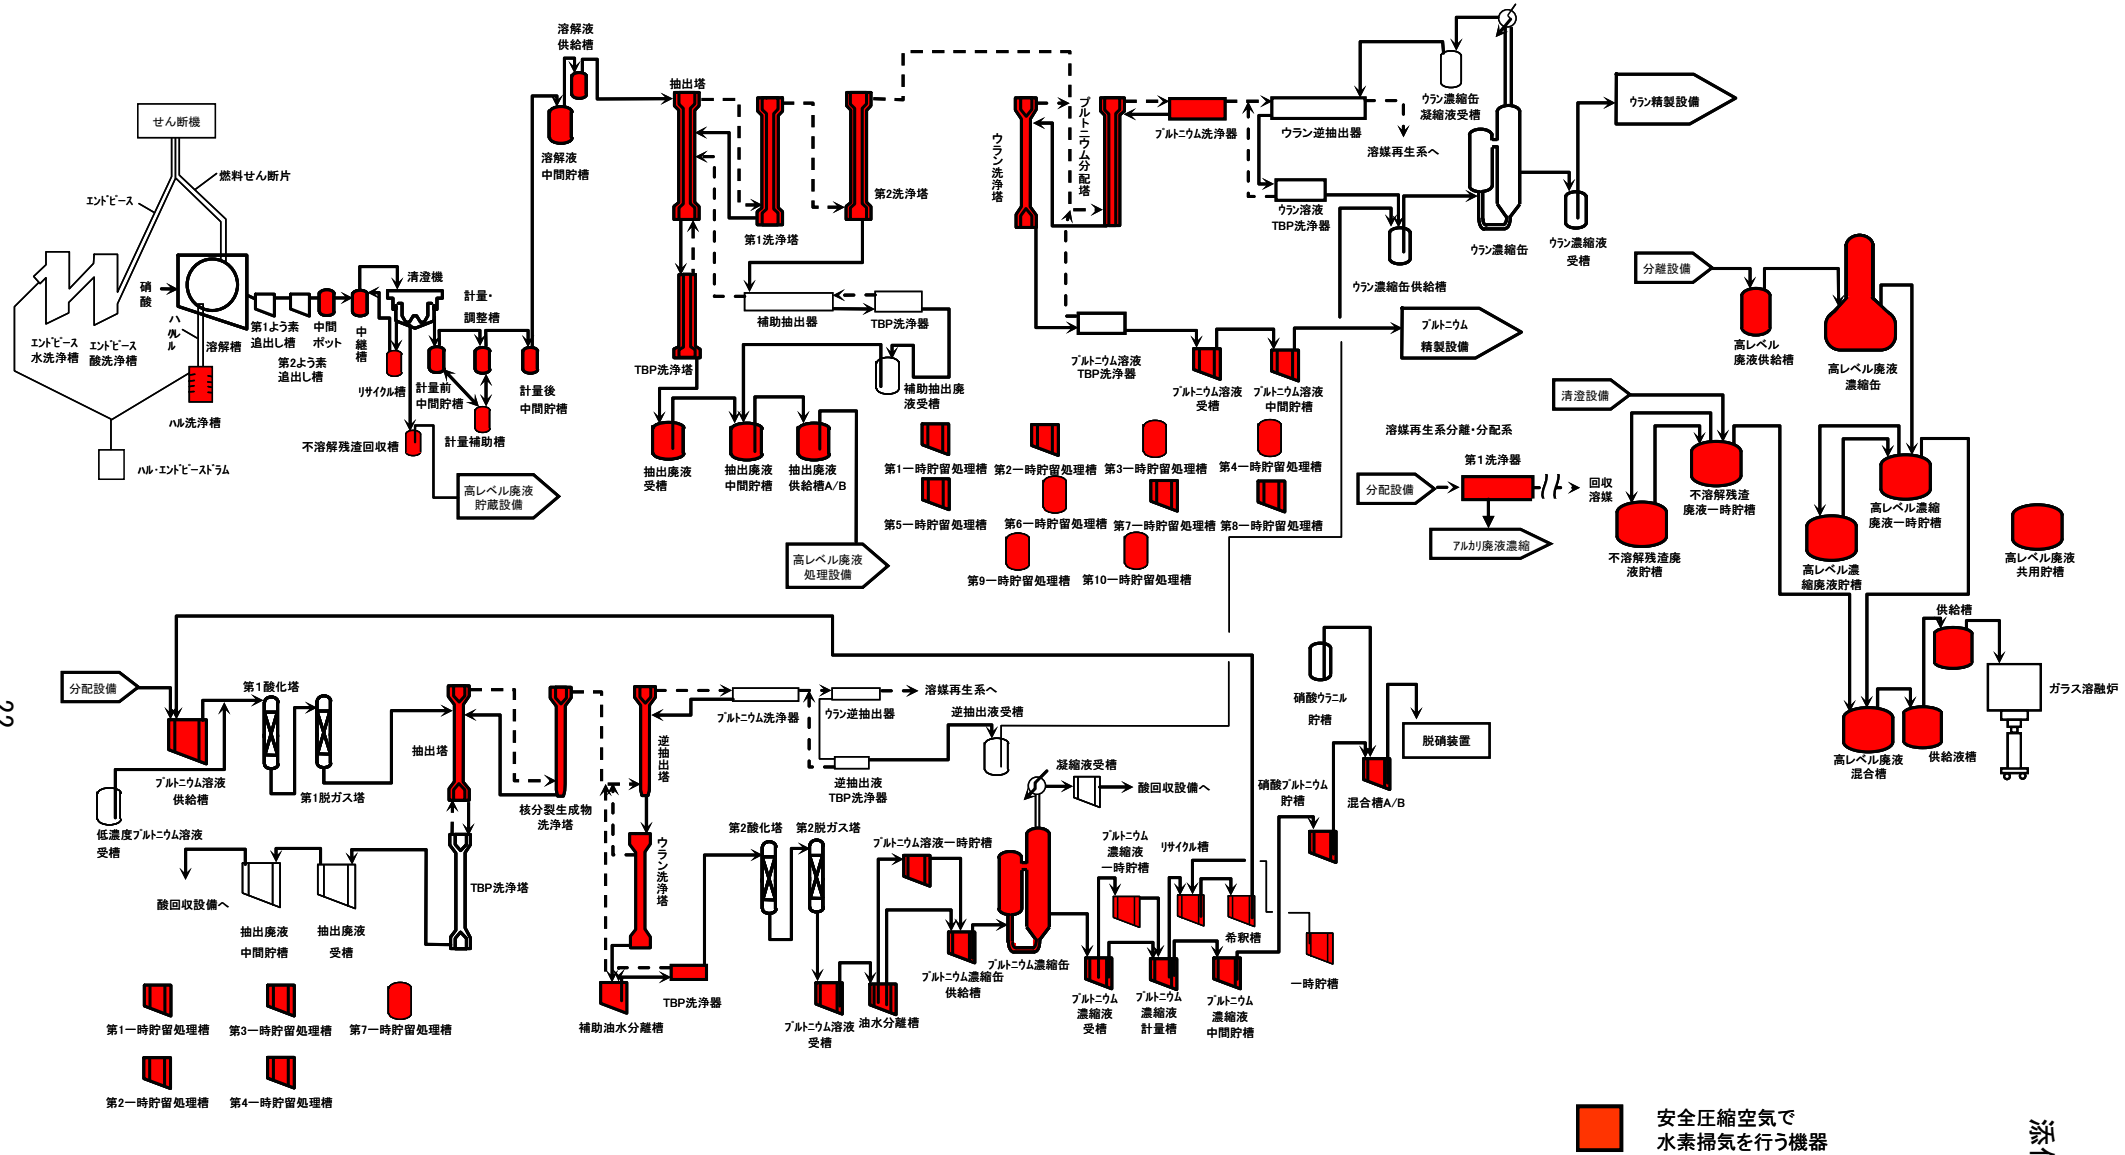 せん断機
燃料せん断片
エンドピース
硝
酸
ハル
溶解槽
エンドピース
水洗浄槽
エンドピース
酸洗浄槽
ハル洗浄槽
ハル・エンドピースドラム
第1よう素
追出し槽
第2よう素
追出し槽
中間
ポット
中継槽
清澄機
リサイクル槽
不溶解残渣回収槽
計量・
調整槽
計量前
中間貯槽
計量補助槽
計量後
中間貯槽
高レベル廃液
貯蔵設備
溶解液
供給槽
溶解液
中間貯槽
抽出塔
第1洗浄塔
第2洗浄塔
TBP洗浄塔
補助抽出器
TBP洗浄器
補助抽出廃
液受槽
抽出廃液
受槽
抽出廃液
中間貯槽
抽出廃液
供給槽A/B
高レベル廃液
処理設備
ウラン洗浄塔
プルトニウム分配塔
プルトニウム洗浄器
ウラン逆抽出器
溶媒再生系へ
ウラン溶液
TBP洗浄器
ウラン濃縮缶
凝縮液受槽
ウラン濃縮缶供給槽
ウラン濃縮缶
ウラン濃縮液
受槽
ウラン精製設備
プルトニウム溶液
TBP洗浄器
プルトニウム溶液
受槽
プルトニウム溶液
中間貯槽
プルトニウム
精製設備
第1一時貯留処理槽
第2一時貯留処理槽
第3一時貯留処理槽
第4一時貯留処理槽
第5一時貯留処理槽
第6一時貯留処理槽
第7一時貯留処理槽
第8一時貯留処理槽
第9一時貯留処理槽
第10一時貯留処理槽
溶媒再生系分離・分配系
第1洗浄器
分配設備
回収
溶媒
アルカリ廃液濃縮
分離設備
高レベル
廃液供給槽
高レベル廃液
濃縮缶
清澄設備
不溶解残渣
廃液一時貯槽
不溶解残渣廃
液貯槽
高レベル濃縮
廃液一時貯槽
高レベル濃
縮廃液貯槽
高レベル廃液
共用貯槽
供給槽
ガラス溶融炉
高レベル廃液
混合槽
供給液槽
分配設備
プルトニウム溶液
供給槽
低濃度プルトニウム溶液
受槽
第1酸化塔
第1脱ガス塔
抽出塔
核分裂生成物
洗浄塔
TBP洗浄塔
酸回収設備へ
抽出廃液
中間貯槽
抽出廃液
受槽
逆抽出塔
プルトニウム洗浄器
ウラン逆抽出器
溶媒再生系へ
逆抽出液受槽
逆抽出液
TBP洗浄器
ウラン洗浄塔
補助油水分離槽
TBP洗浄器
第2酸化塔
第2脱ガス塔
プルトニウム溶液
受槽
油水分離槽
プルトニウム溶液一時貯槽
プルトニウム濃縮缶
供給槽
プルトニウム濃縮缶
凝縮液受槽
酸回収設備へ
プルトニウム
濃縮液
受槽
プルトニウム
濃縮液
一時貯槽
プルトニウム
濃縮液
計量槽
リサイクル槽
希釈槽
プルトニウム
濃縮液
中間貯槽
一時貯槽
硝酸プルトニウム
貯槽
硝酸ウラニル
貯槽
混合槽A/B
脱硝装置
第1一時貯留処理槽
第3一時貯留処理槽
第7一時貯留処理槽
第2一時貯留処理槽
第4一時貯留処理槽
22
安全圧縮空気で
水素掃気を行う機器
添